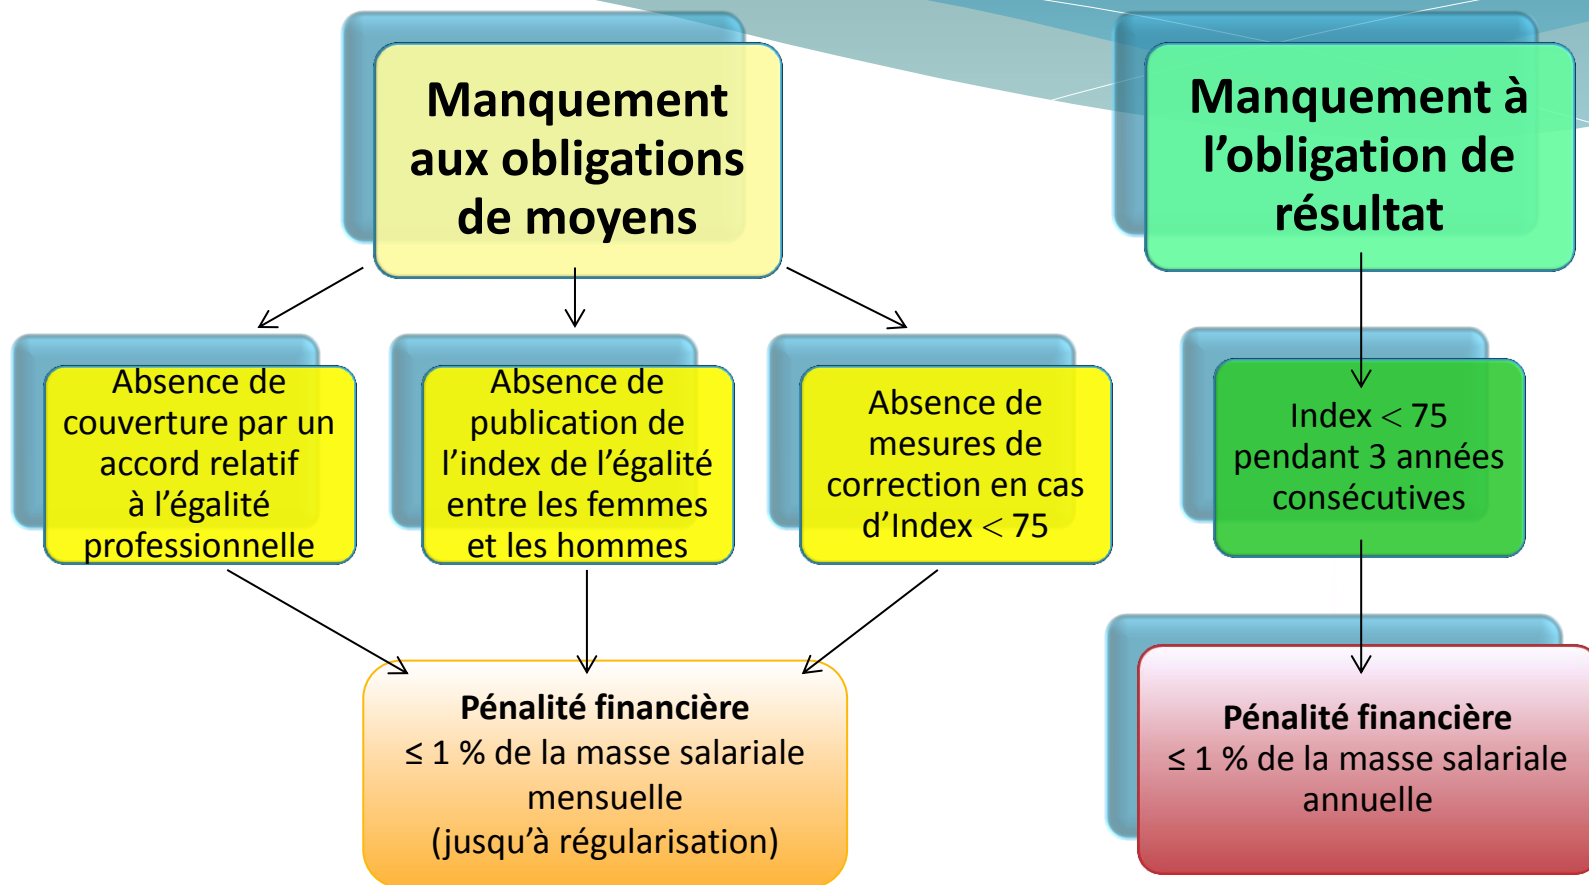 Manquement
aux obligations
de moyens
Manquement à
l’obligation de
résultat
Absence de
couverture par un
accord relatif
à l’égalité
professionnelle
Absence de
publication de
l’index de l’égalité
entre les femmes
et les hommes
Absence de
mesures de
correction en cas
d’Index < 75
Index < 75
pendant 3 années
consécutives
Pénalité financière
≤ 1 % de la masse salariale
mensuelle
(jusqu’à régularisation)
Pénalité financière
≤ 1 % de la masse salariale
annuelle